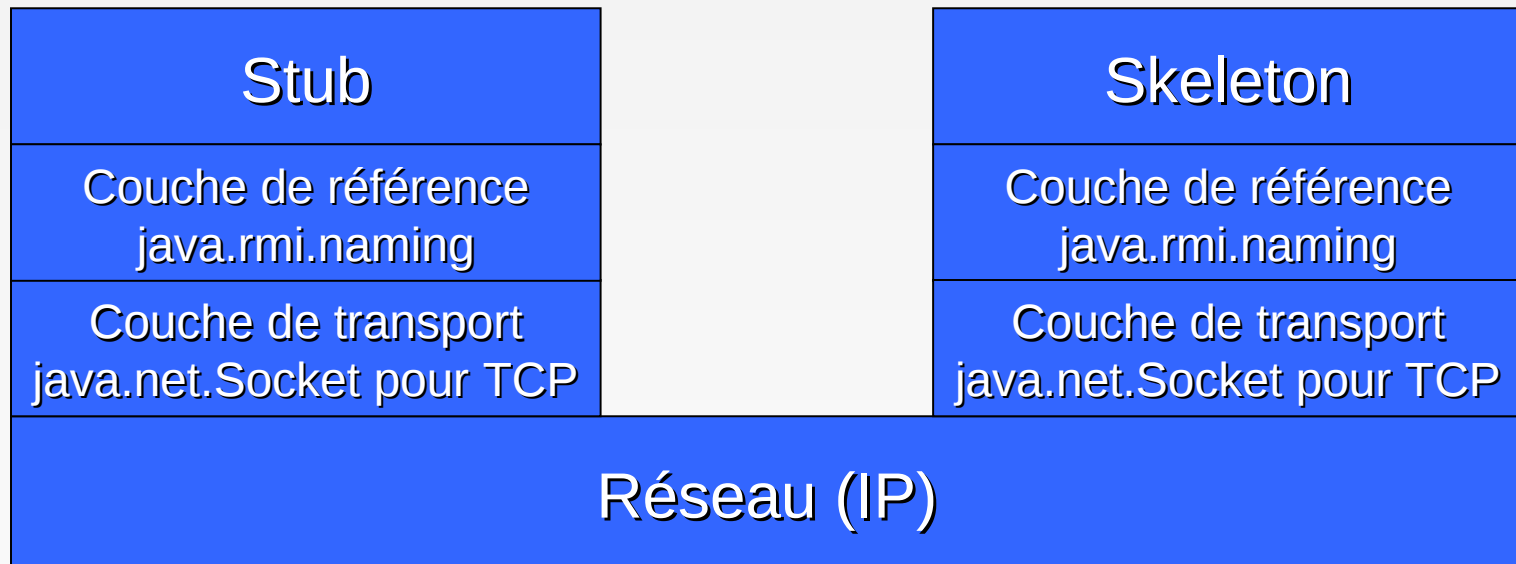 Stub
Couche de référence
java.rmi.naming
Couche de transport
java.net.Socket pour TCP
Skeleton
Couche de référence
java.rmi.naming
Couche de transport
java.net.Socket pour TCP
Réseau (IP)